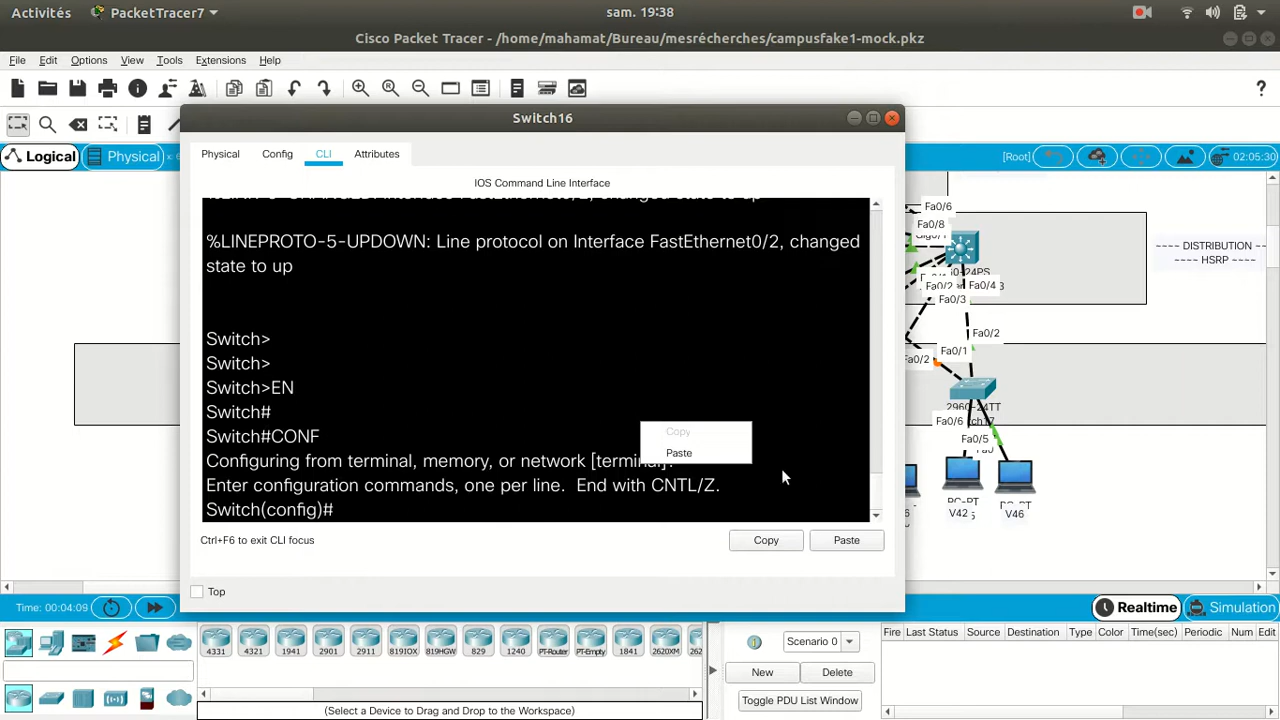 Activités
PacketTracer7
sam. 19:38
Cisco Packet Tracer - /home/mahamat/Bureau/mesrécherches/campusfake1-mock.pkz
File Edit Options View Tools Extensions Help
?
Logical
Physical
[Root]
02:05:30
Switch16
Physical Config CLI Attributes
IOS Command Line Interface
%LINEPROTO-5-UPDOWN: Line protocol on Interface FastEthernet0/2, changed
state to up
Switch>
Switch>
Switch>EN
Switch#
Switch#CONF
Configuring from terminal, memory, or network [terminal]?
Enter configuration commands, one per line.  End with CNTL/Z.
Switch(config)#
Copy
Paste
Ctrl+F6 to exit CLI focus
Copy
Paste
Top
Fa0/6
Fa0/8
Fa0/4
Fa0/3
---- DISTRIBUTION ----
---- HSRP ----
Fa0/2
Fa0/1
Fa0/2
2960-24TT
Fa0/6
Fa0/5
V42
V46
Time: 00:04:09
Realtime
Simulation
4331 4321 1941 2901 2911 819IOX 819HGW 829 1240 PT-Router PT-Empty 1841 2620XM
(Select a Device to Drag and Drop to the Workspace)
Scenario 0
New
Delete
Toggle PDU List Window
Fire Last Status Source Destination Type Color Time(sec) Periodic Num Edit